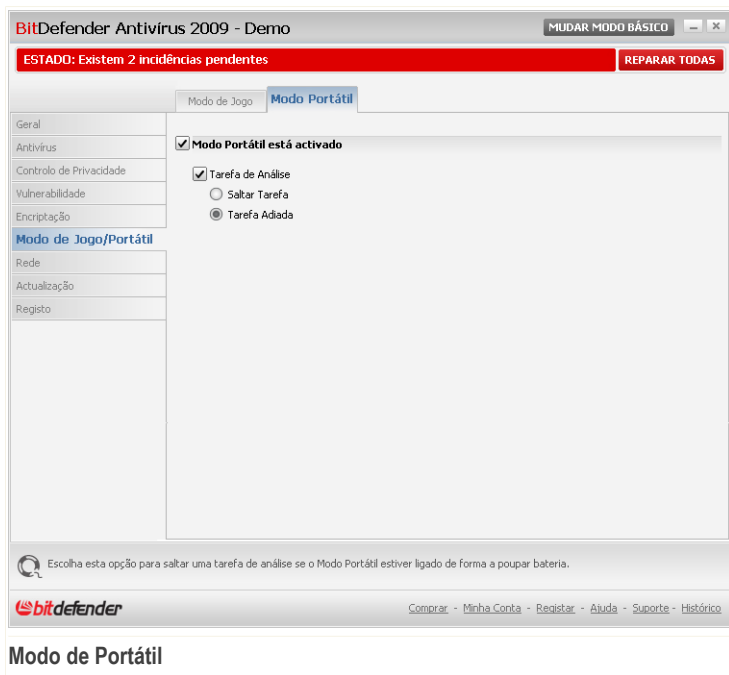 BitDefender Antivírus 2009 - Demo
MUDAR MODO BÁSICO
ESTADO: Existem 2 incidências pendentes
REPARAR TODAS
Modo de Jogo
Modo Portátil
Geral
Antivírus
Controlo de Privacidade
Vulnerabilidade
Encriptação
Modo de Jogo/Portátil
Rede
Actualização
Registo
Modo Portátil está activado
Tarefa de Análise
Saltar Tarefa
Tarefa Adiada
Escolha esta opção para saltar uma tarefa de análise se o Modo Portátil estiver ligado de forma a poupar bateria.
bitdefender
Comprar - Minha Conta - Registar - Ajuda - Suporte - Histórico
Modo de Portátil